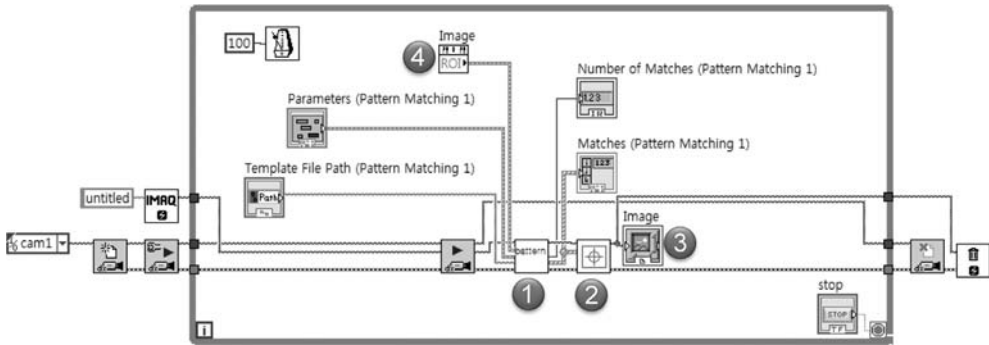 100
Image
4
ROI
Number of Matches (Pattern Matching 1)
123
Parameters (Pattern Matching 1)
Matches (Pattern Matching 1)
123
Template File Path (Pattern Matching 1)
Path
untitled
IMAQ
Image
3
cam1
pattern
1
2
stop
STOP
TF
i